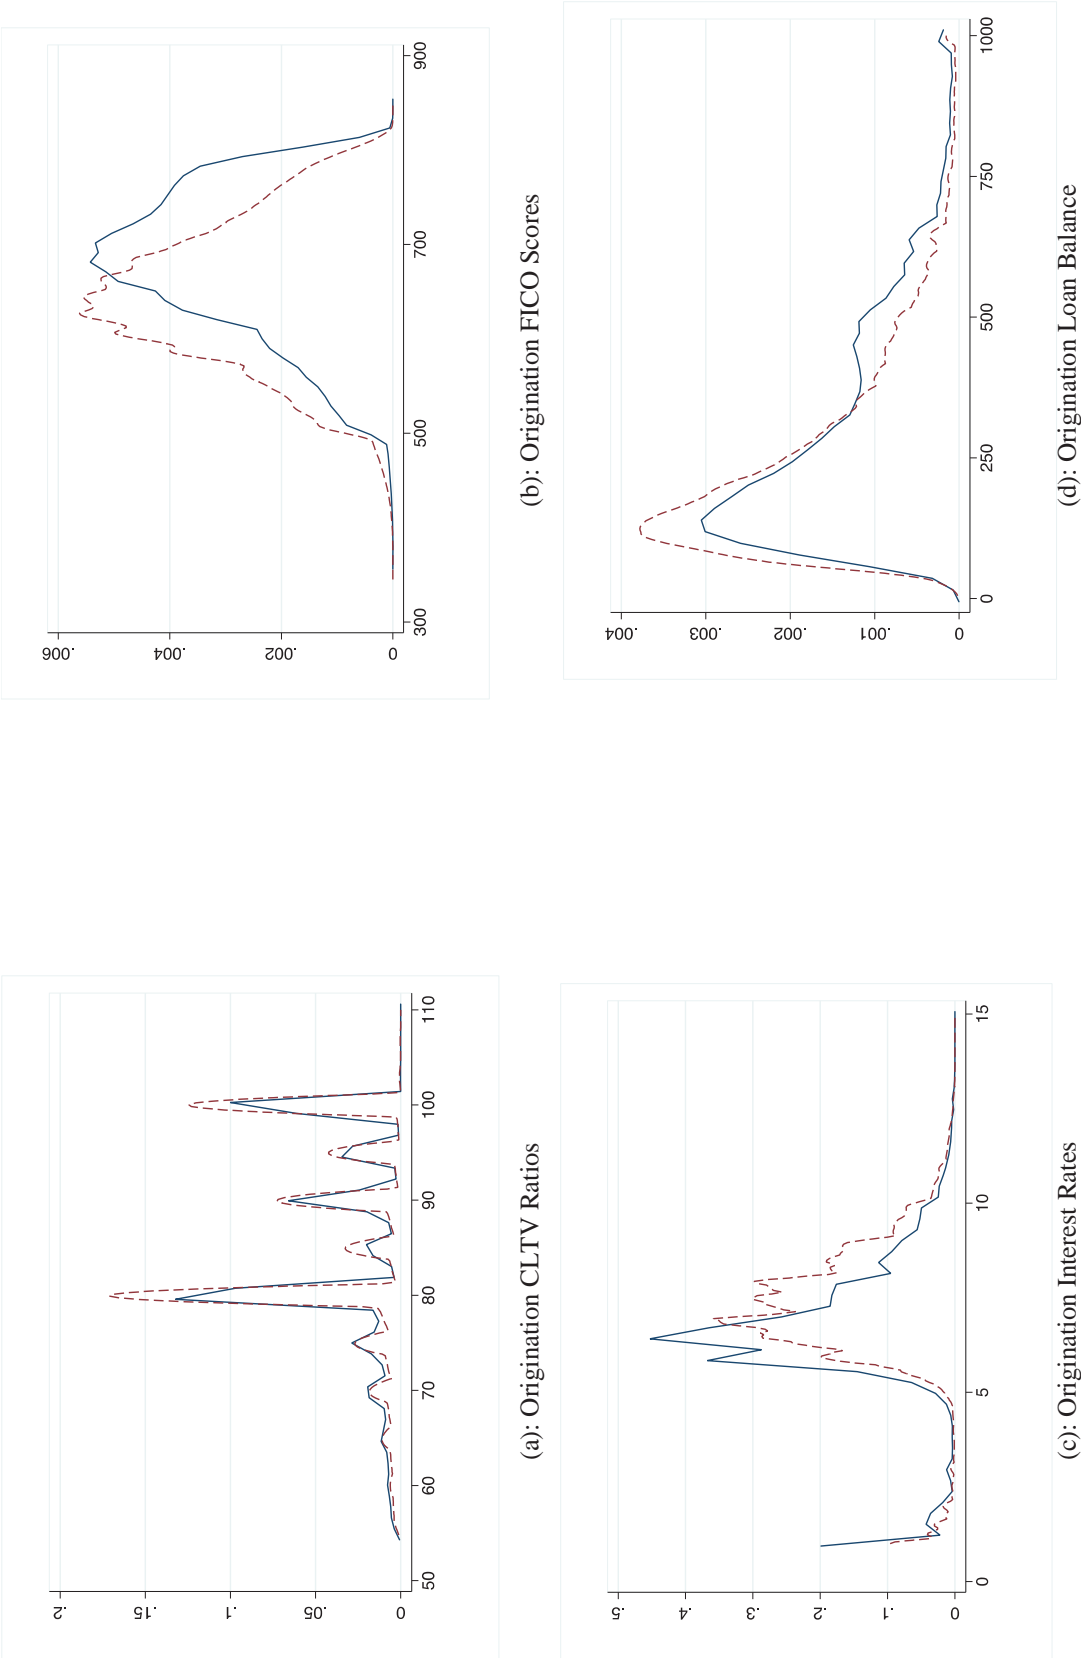 0 .05 .1 .15 .2
50 60 70 80 90 100 110
(a): Origination CLTV Ratios
0 .002 .004 .006
300 500 700 900
(b): Origination FICO Scores
0 .1 .2 .3 .4 .5
0 5 10 15
(c): Origination Interest Rates
0 .001 .002 .003 .004
0 250 500 750 1000
(d): Origination Loan Balance